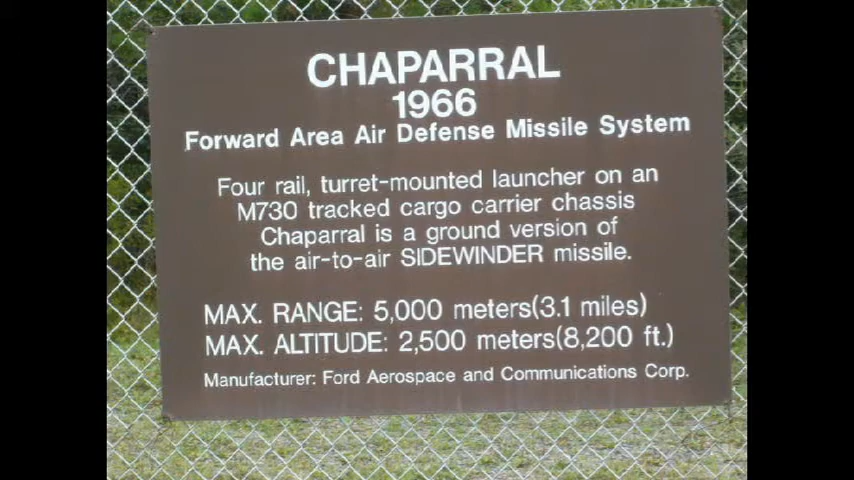 CHAPARRAL
1966
Forward Area Air Defense Missile System
Four rail, turret-mounted launcher on an
M730 tracked cargo carrier chassis
Chaparral is a ground version of
the air-to-air SIDEWINDER missile.
MAX. RANGE: 5,000 meters(3.1 miles)
MAX. ALTITUDE: 2,500 meters(8,200 ft.)
Manufacturer: Ford Aerospace and Communications Corp.